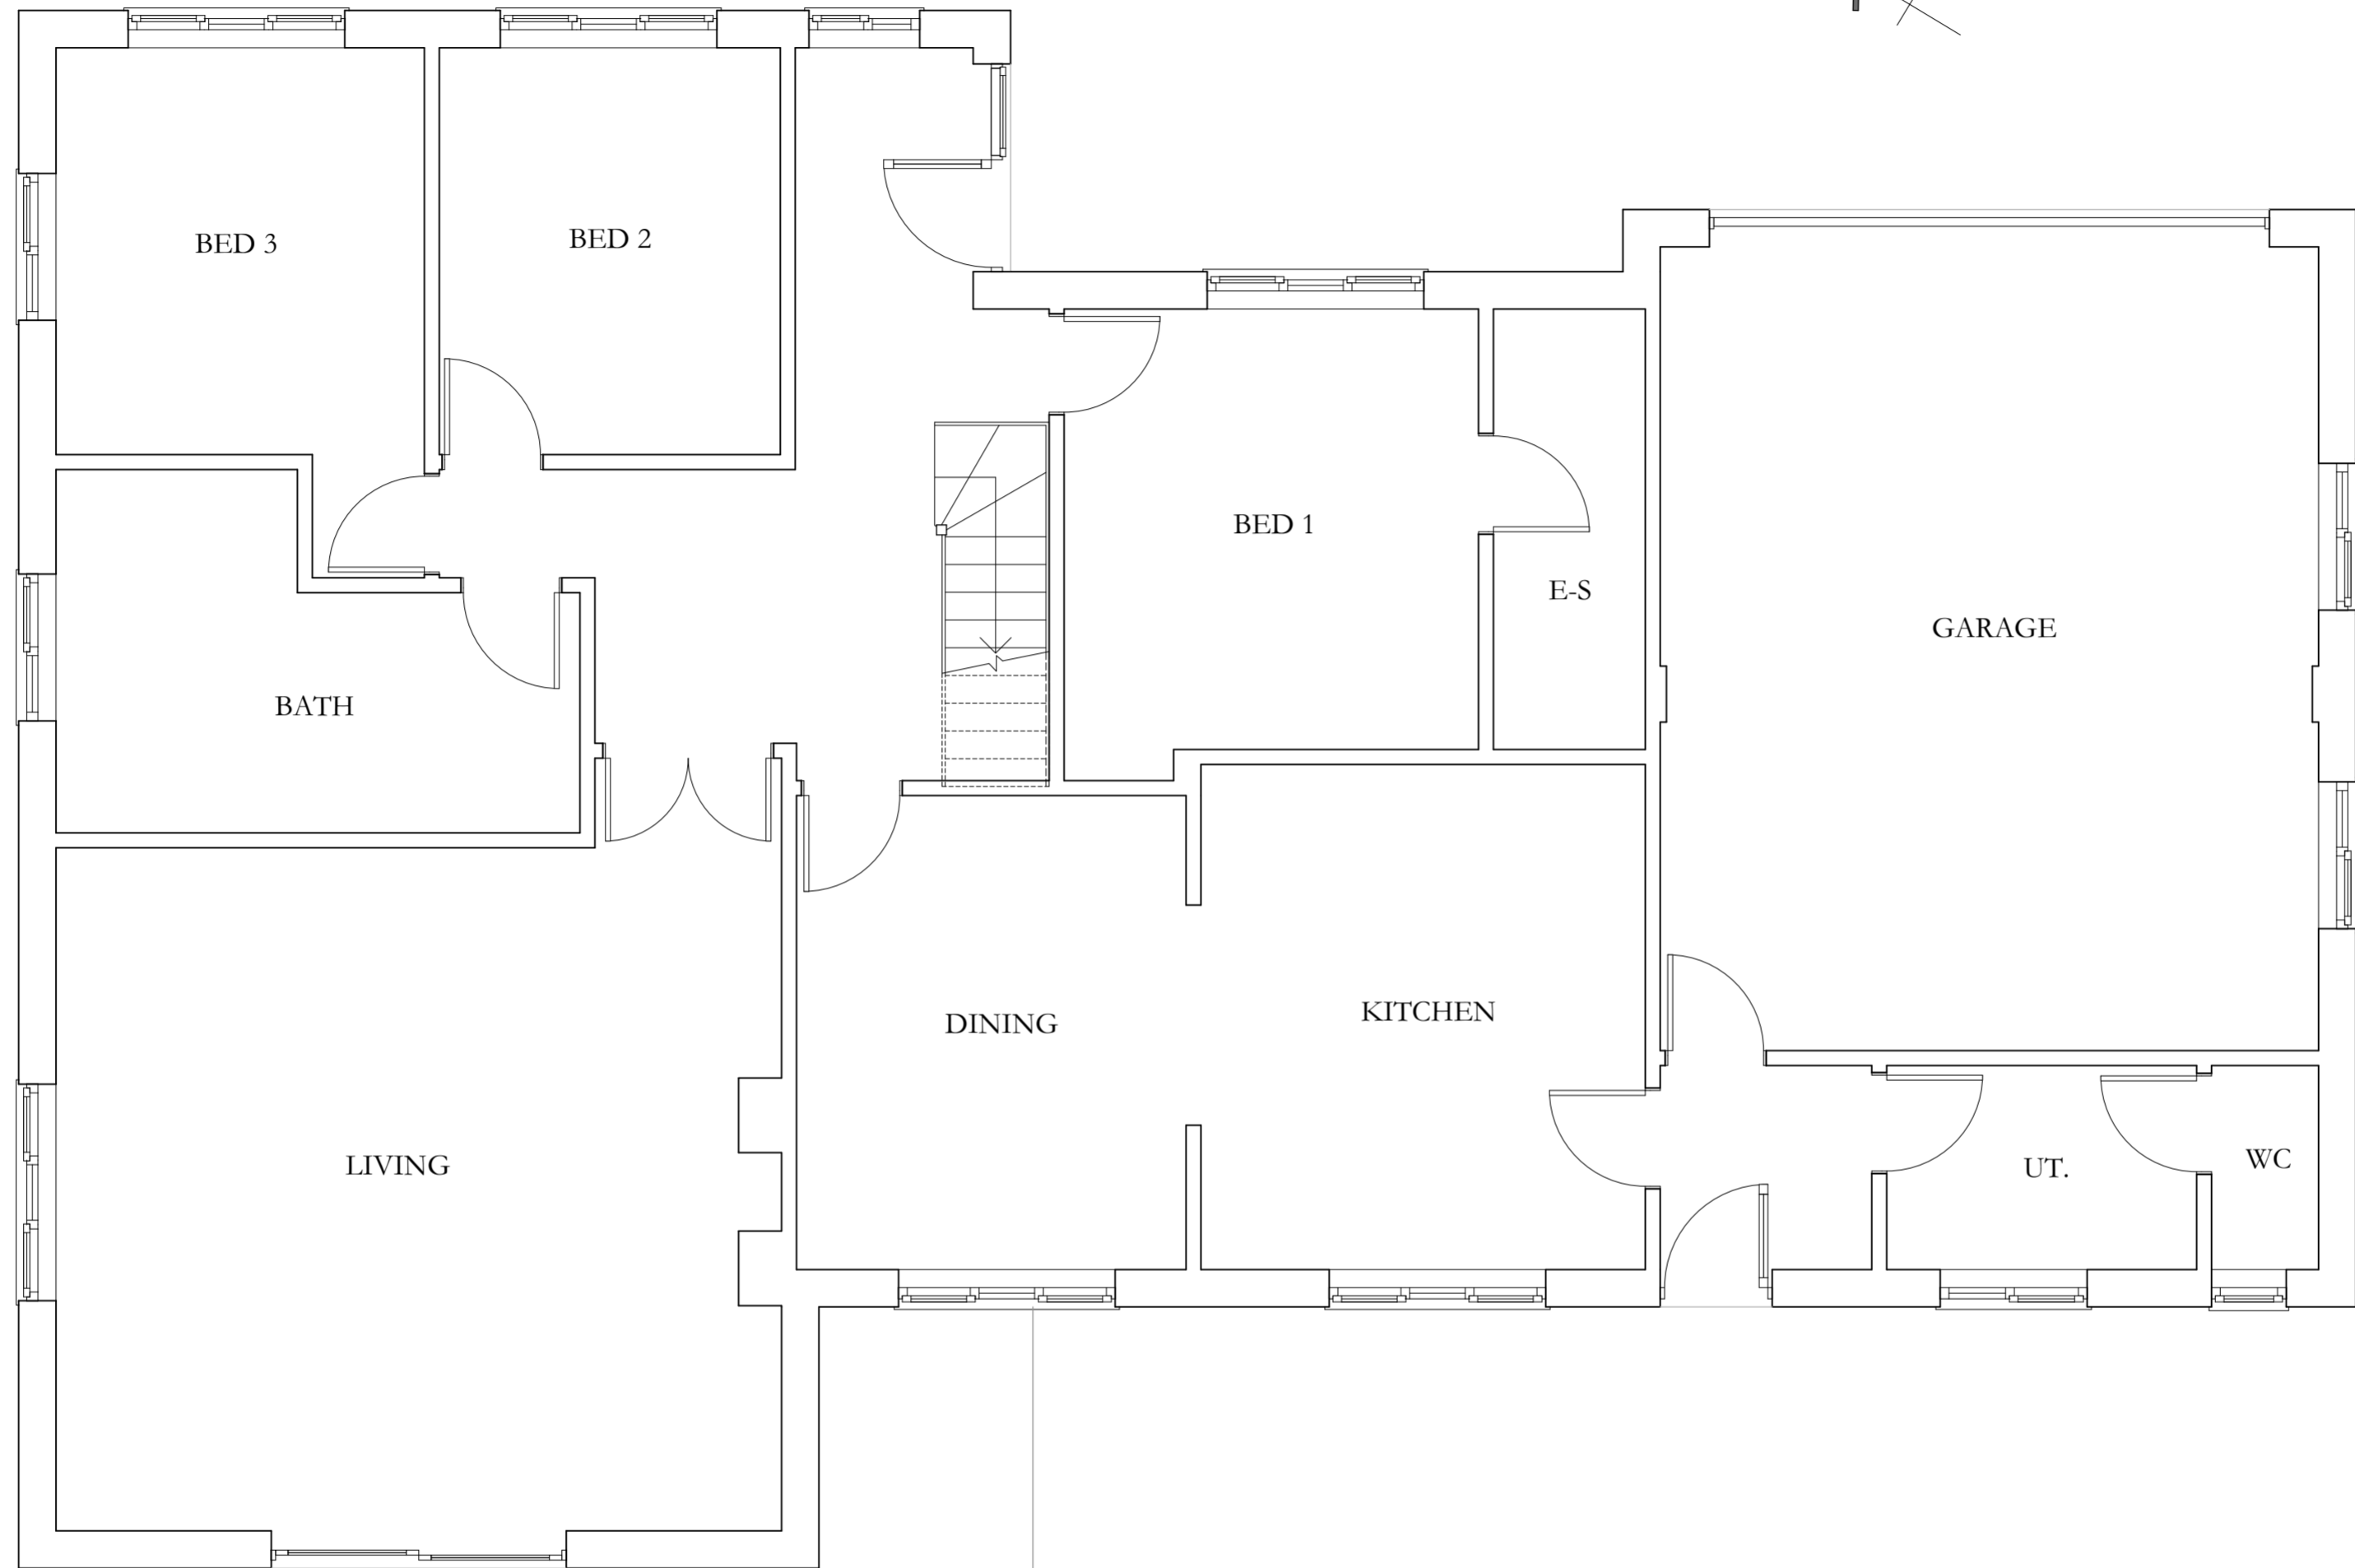 BED 3
BED 2
BED 1
E-S
GARAGE
BATH
DINING
KITCHEN
LIVING
UT.
WC